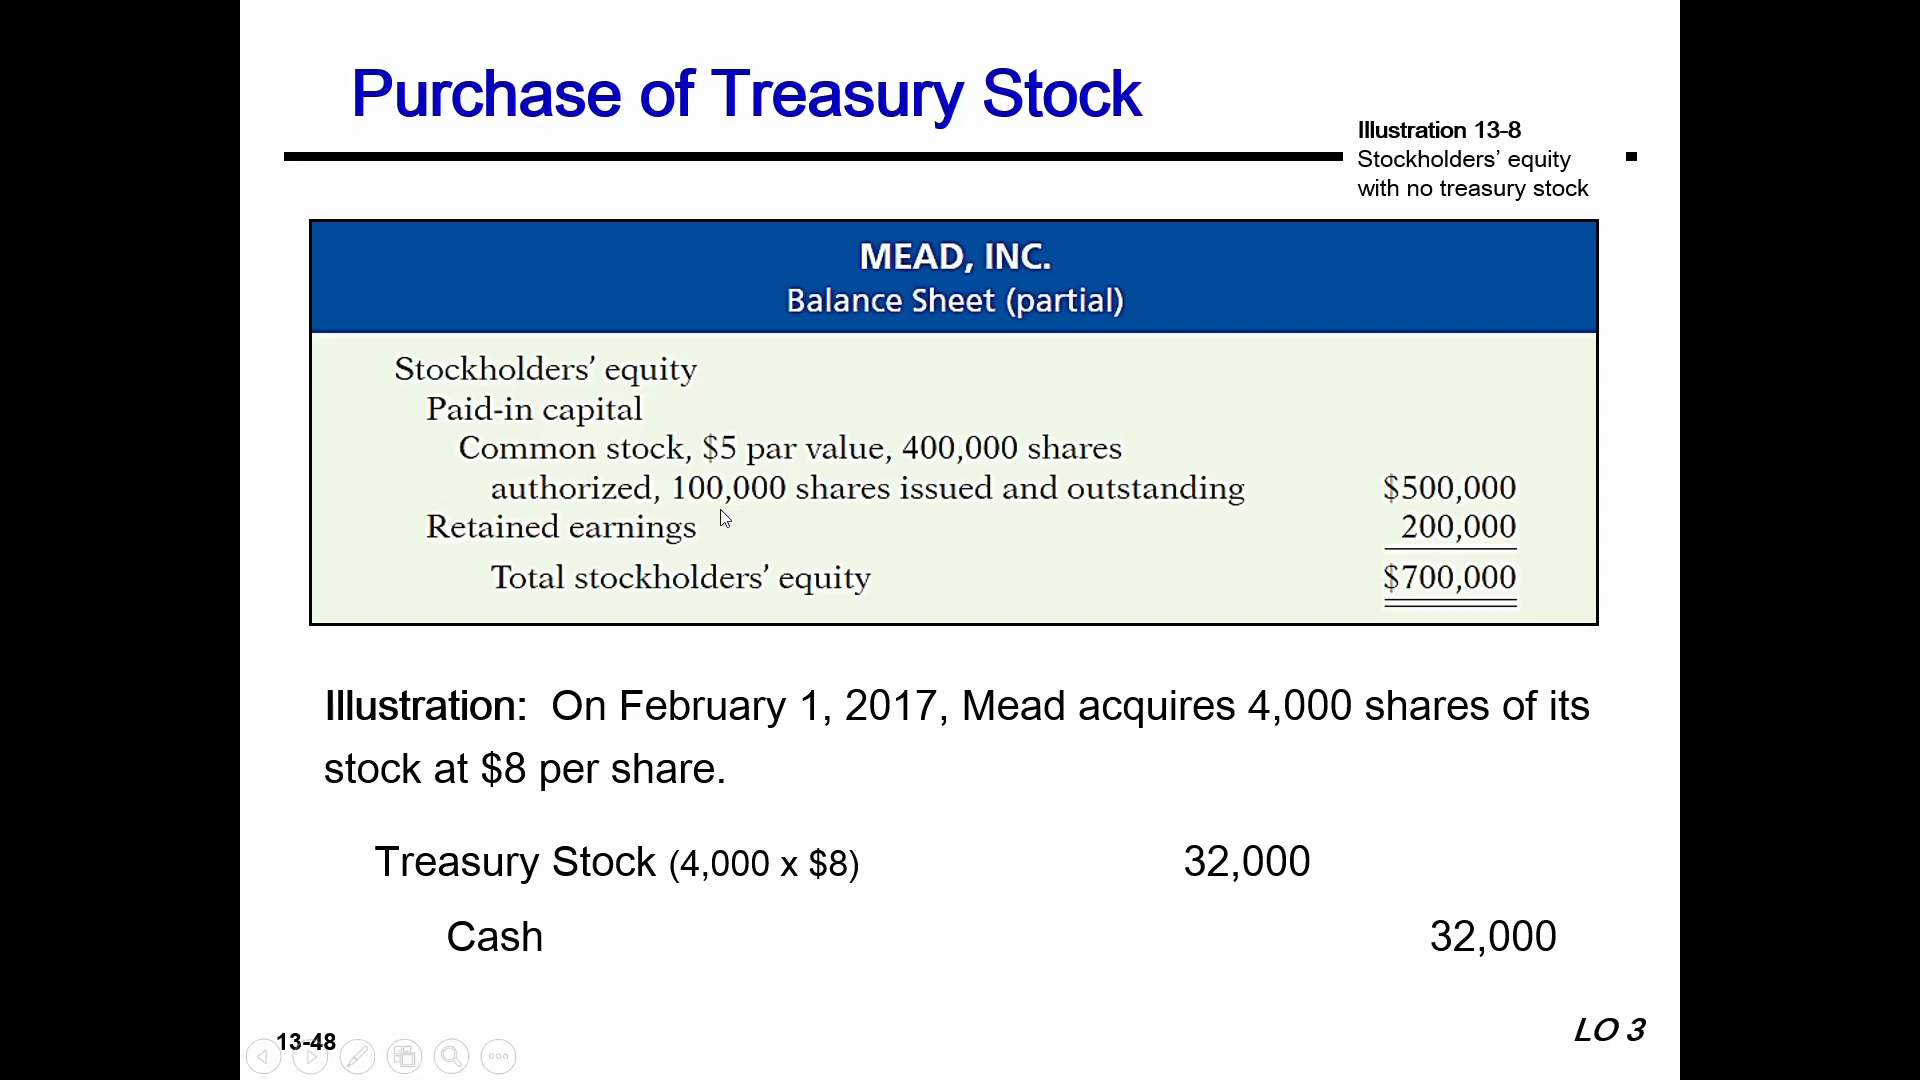 Purchase of Treasury Stock
Illustration 13-8
Stockholders’ equity
with no treasury stock
MEAD, INC.
Balance Sheet (partial)
Stockholders’ equity
Paid-in capital
Common stock, $5 par value, 400,000 shares
authorized, 100,000 shares issued and outstanding $500,000
Retained earnings 200,000
Total stockholders’ equity $700,000
Illustration: On February 1, 2017, Mead acquires 4,000 shares of its
stock at $8 per share.
Treasury Stock (4,000 x $8) 32,000
Cash 32,000
13-48
LO 3